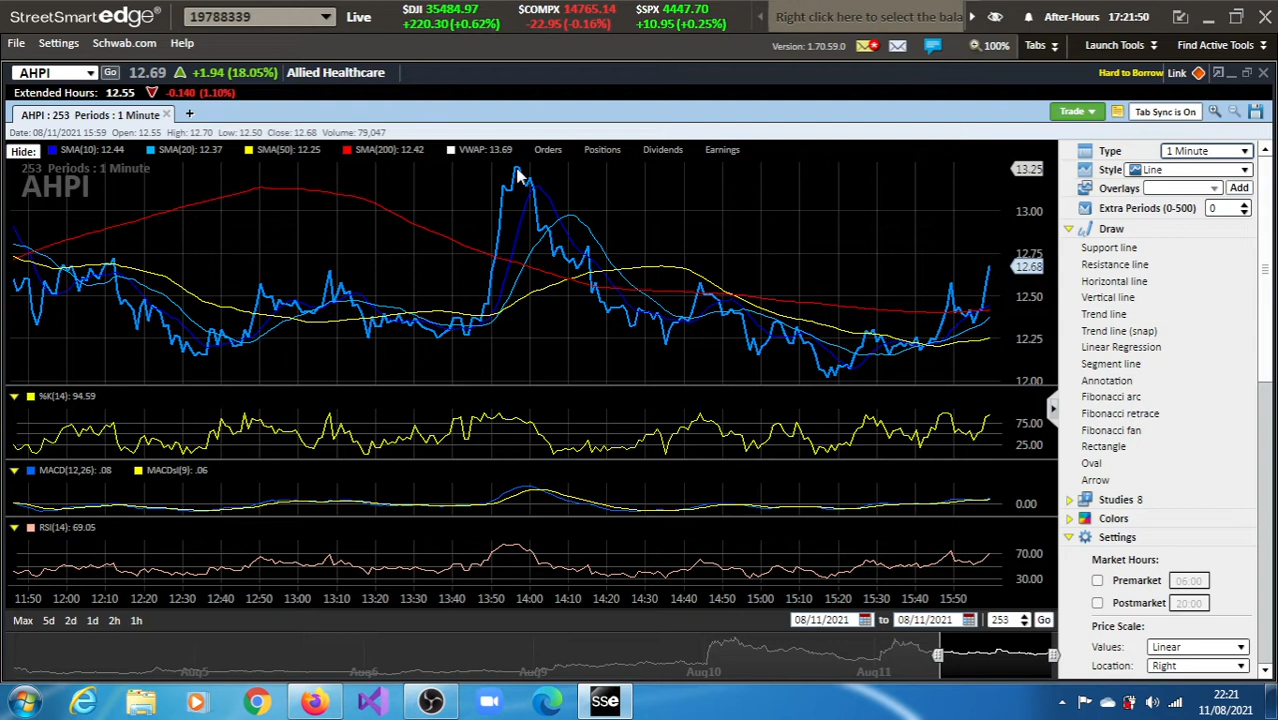 StreetSmart edge® 19788339 Live $DJI 35484.97 $COMPX 14765.14 $SPX 4447.70 Right click here to select the bala After-Hours 17:21:50
+220.30 (+0.62%) -22.95 (-0.16%) +10.95 (+0.25%)
File Settings Schwab.com Help Version: 1.70.59.0 100% Tabs Launch Tools Find Active Tools
AHPI Go 12.69 +1.94 (18.05%) Allied Healthcare Hard to Borrow Link
Extended Hours: 12.55 -0.140 (1.10%)
AHPI : 253 Periods : 1 Minute Trade Tab Sync is On
Date: 08/11/2021 15:59 Open: 12.55 High: 12.70 Low: 12.50 Close: 12.68 Volume: 79,047
Hide: SMA(10): 12.44 SMA(20): 12.37 SMA(50): 12.25 SMA(200): 12.42 VWAP: 13.69 Orders Positions Dividends Earnings
253 Periods : 1 Minute
AHPI
13.25
13.00
12.75
12.68
12.50
12.25
12.00
%K(14): 94.59
75.00
25.00
MACD(12,26): .08 MACDsl(9): .06
0.00
RSI(14): 69.05
70.00
30.00
11:50 12:00 12:10 12:20 12:30 12:40 12:50 13:00 13:10 13:20 13:30 13:40 13:50 14:00 14:10 14:20 14:30 14:40 14:50 15:00 15:10 15:20 15:30 15:40 15:50
Max 5d 2d 1d 2h 1h 08/11/2021 to 08/11/2021 253 Go
Aug5 Aug6 Aug9 Aug10 Aug11
Type 1 Minute
Style Line
Overlays Add
Extra Periods (0-500) 0
Draw
Support line
Resistance line
Horizontal line
Vertical line
Trend line
Trend line (snap)
Linear Regression
Segment line
Annotation
Fibonacci arc
Fibonacci retrace
Fibonacci fan
Rectangle
Oval
Arrow
Studies 8
Colors
Settings
Market Hours:
Premarket 06:00
Postmarket 20:00
Price Scale:
Values: Linear
Location: Right
sse
22:21
11/08/2021